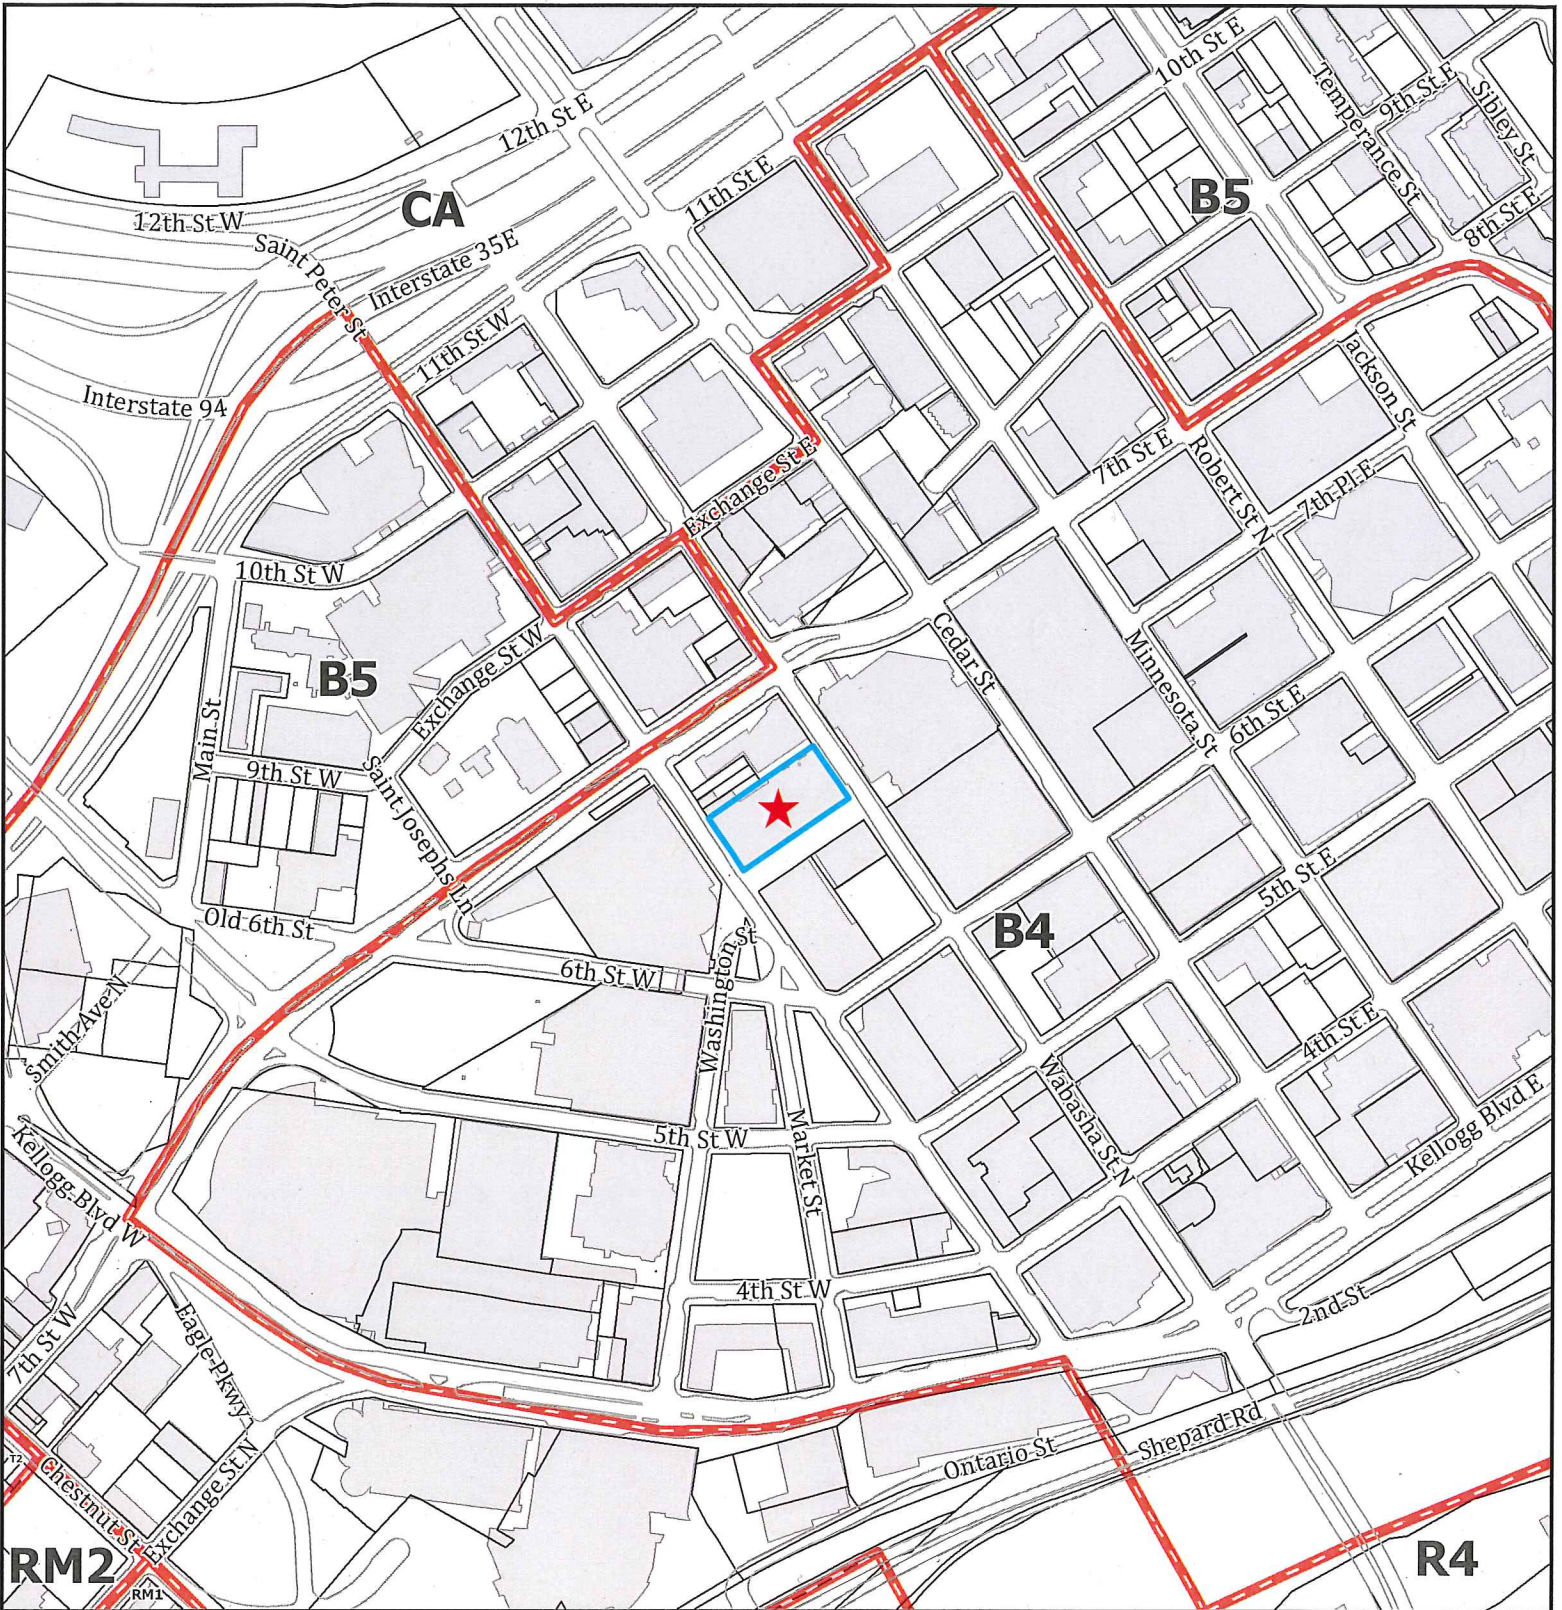 10th St E
Temperance St
9th St E
Sibley St
12th St E
CA
11th St E
B5
12th St W
8th St E
Saint Peter St
Interstate 35E
11th St W
Interstate 94
Jackson St
Exchange St E
7th St E
Robert St N
7th Pl E
10th St W
Cedar St
Minnesota St
Exchange St W
B5
6th St E
Main St
9th St W
Saint Josephs Ln
5th St E
Old 6th St
B4
6th St W
Washington St
Smith Ave N
4th St E
Wabasha St N
Kellogg Blvd E
5th St W
Market St
Kellogg Blvd W
4th St W
2nd St
7th St W
Eagle Pkwy
Shepard Rd
Ontario St
T2
Chestnut St
Exchange St N
RM2
RM1
R4